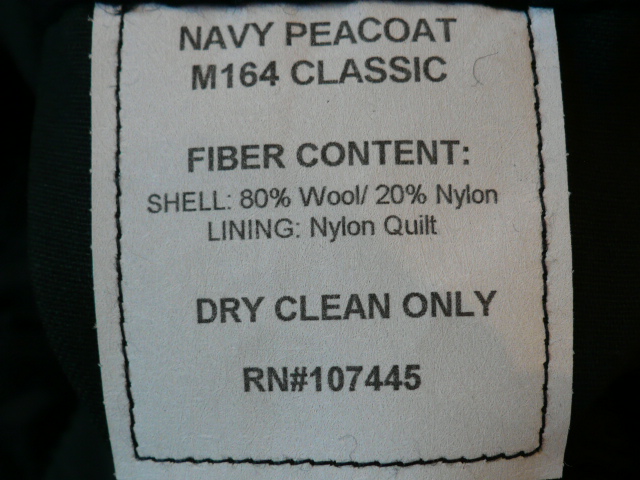 NAVY PEACOAT
M164 CLASSIC
FIBER CONTENT:
SHELL: 80% Wool/ 20% Nylon
LINING: Nylon Quilt
DRY CLEAN ONLY
RN#107445